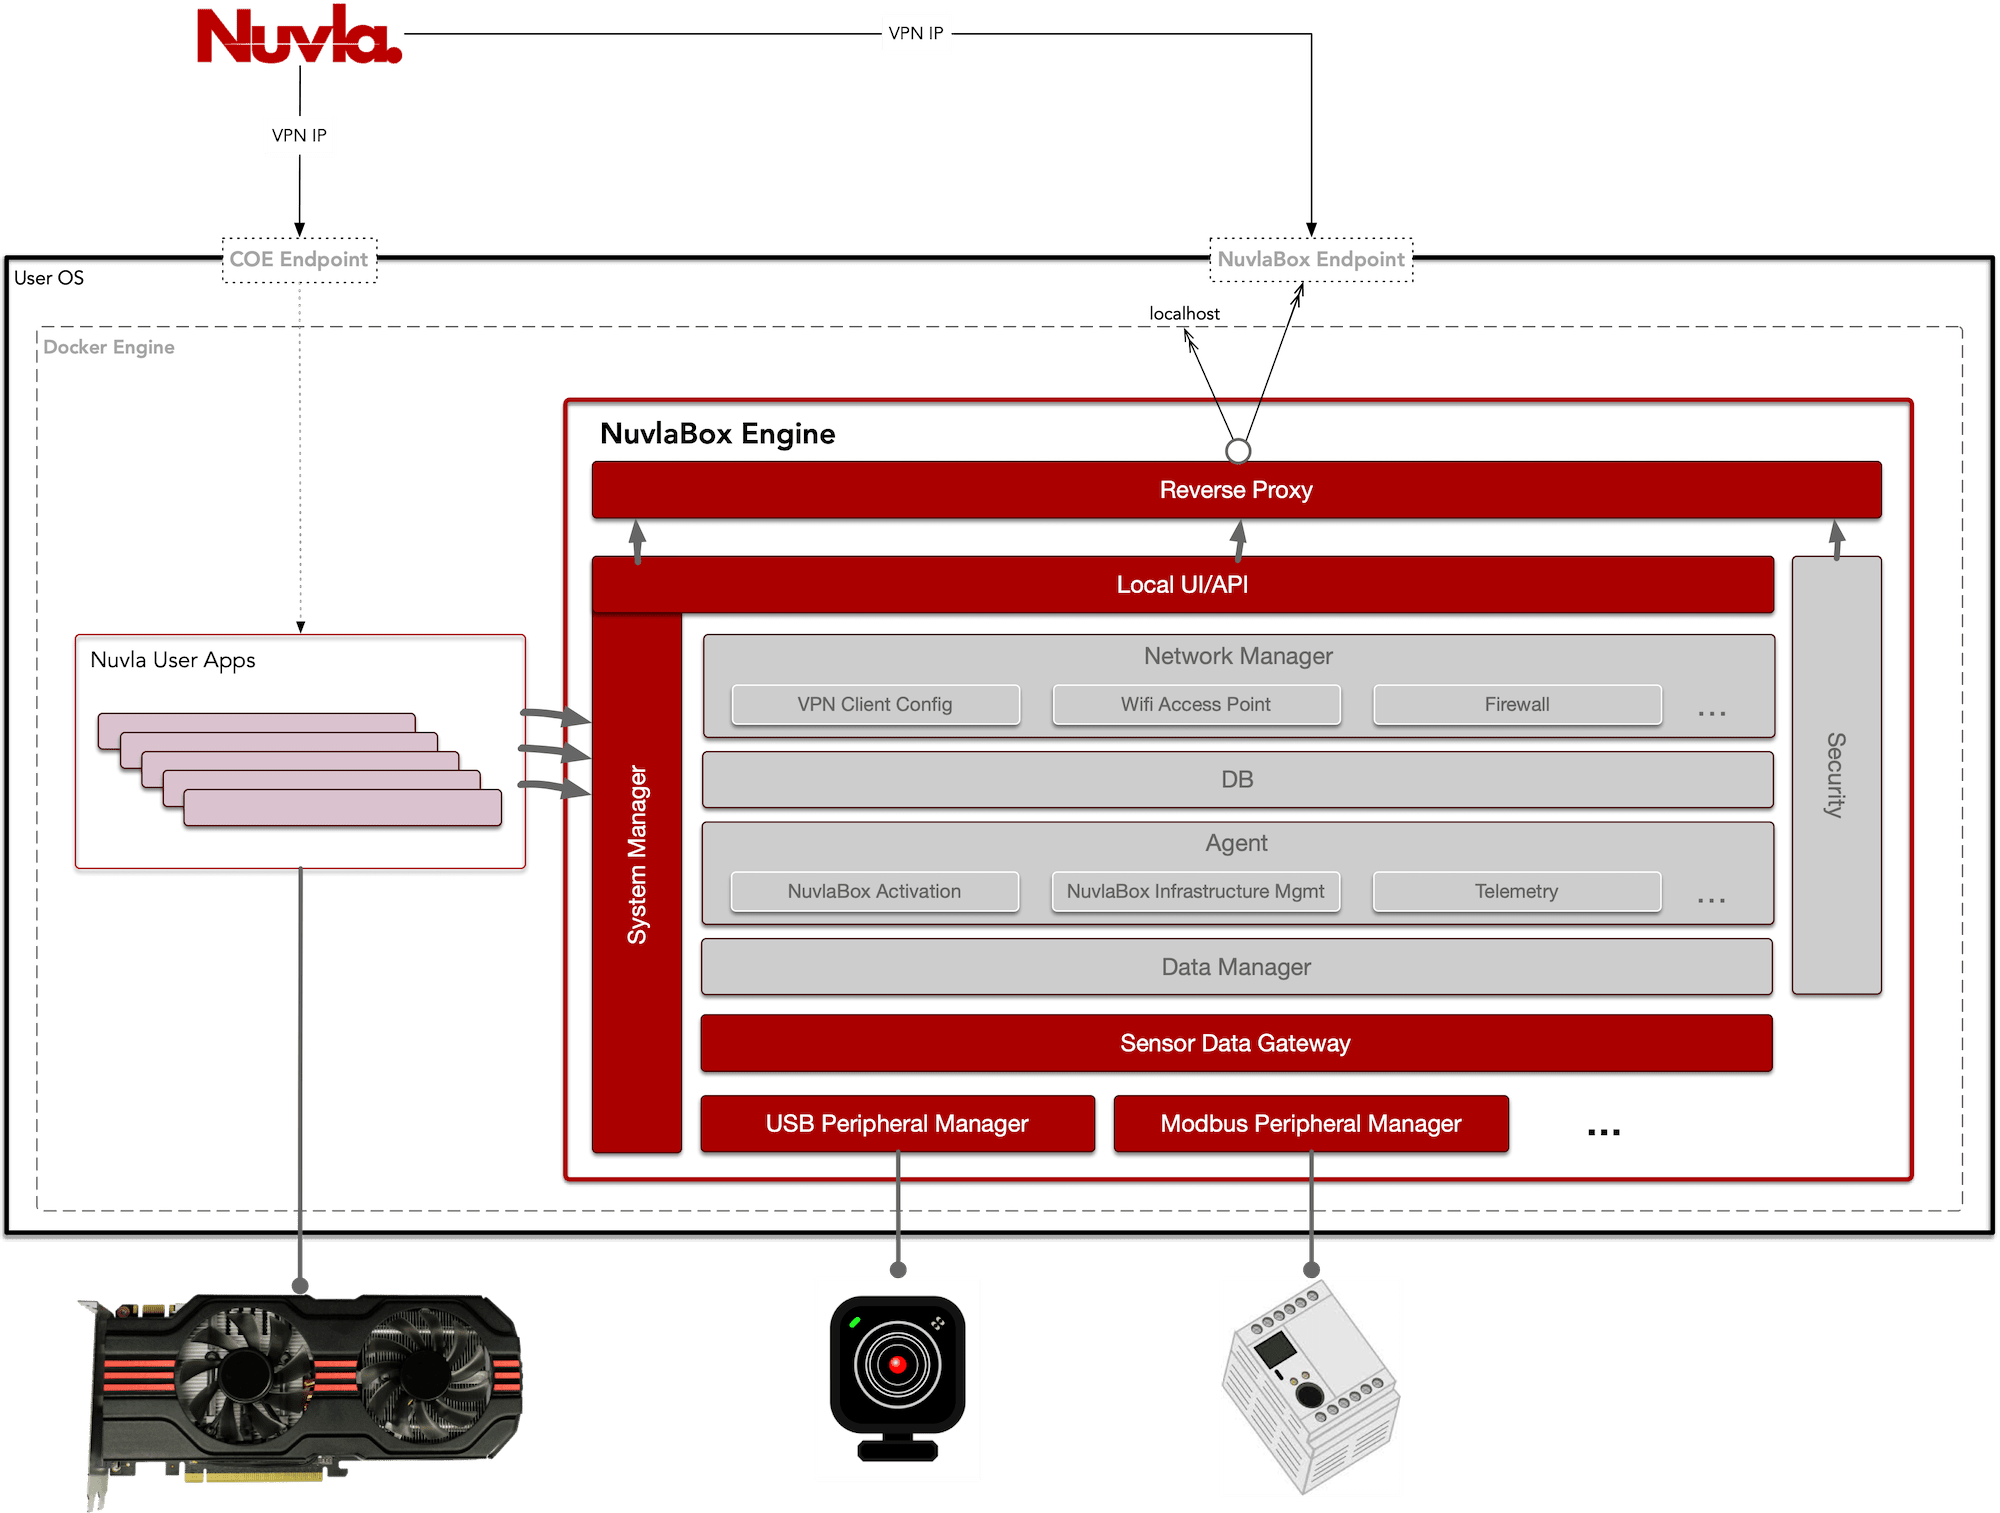 Nuvla.
VPN IP
VPN IP
COE Endpoint
NuvlaBox Endpoint
User OS
localhost
Docker Engine
NuvlaBox Engine
Reverse Proxy
Local UI/API
Nuvla User Apps
System Manager
Network Manager
VPN Client Config
Wifi Access Point
Firewall
...
Security
DB
Agent
NuvlaBox Activation
NuvlaBox Infrastructure Mgmt
Telemetry
...
Data Manager
Sensor Data Gateway
USB Peripheral Manager
Modbus Peripheral Manager
...